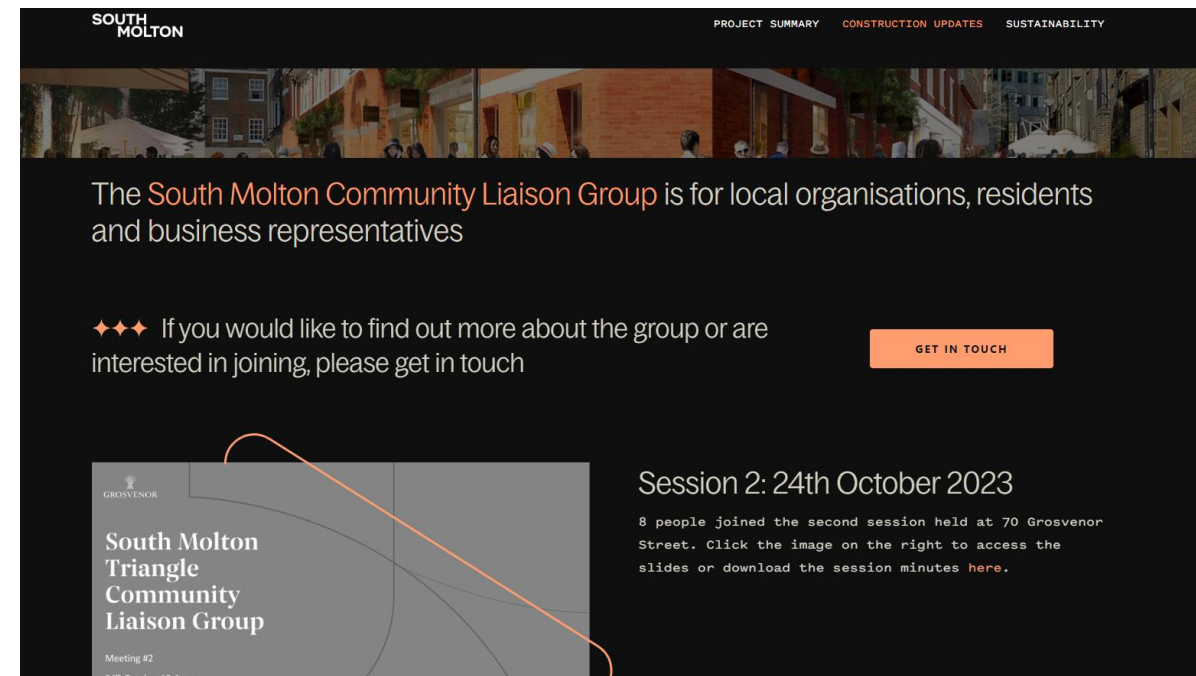 SOUTH
MOLTON
PROJECT SUMMARY CONSTRUCTION UPDATES SUSTAINABILITY
The South Molton Community Liaison Group is for local organisations, residents
and business representatives
If you would like to find out more about the group or are
interested in joining, please get in touch
GET IN TOUCH
GROSVENOR
South Molton
Triangle
Community
Liaison Group
Meeting #2
Session 2: 24th October 2023
8 people joined the second session held at 70 Grosvenor
Street. Click the image on the right to access the
slides or download the session minutes here.